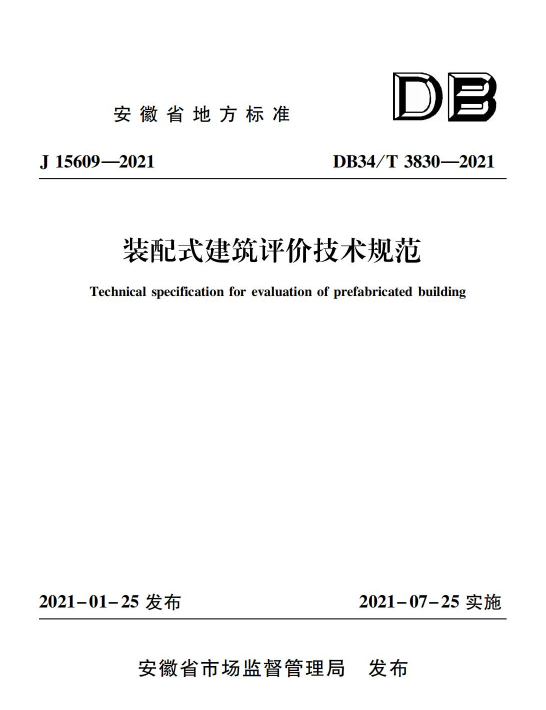 DB
安徽省地方标准
J 15609—2021 DB34/T 3830—2021
装配式建筑评价技术规范
Technical specification for evaluation of prefabricated building
2021-01-25 发布 2021-07-25 实施
安徽省市场监督管理局 发布